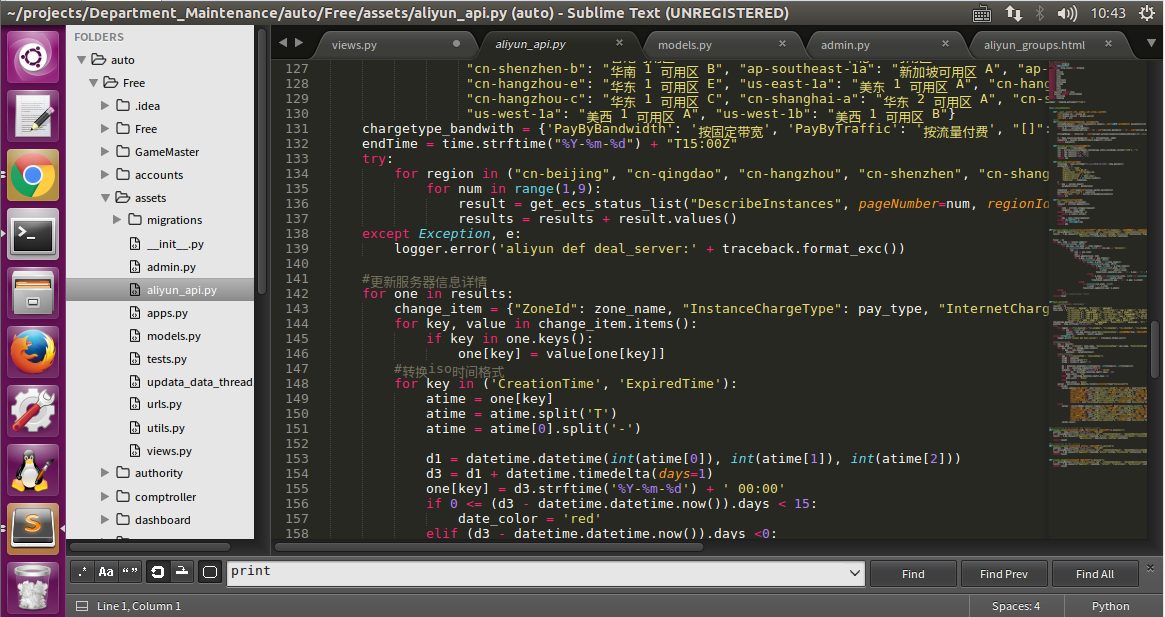 ~/projects/Department_Maintenance/auto/Free/assets/aliyun_api.py (auto) - Sublime Text (UNREGISTERED)
10:43
FOLDERS
auto
Free
.idea
Free
GameMaster
accounts
assets
migrations
__init__.py
admin.py
aliyun_api.py
apps.py
models.py
tests.py
updata_data_thread
urls.py
utils.py
views.py
authority
comptroller
dashboard
views.py
aliyun_api.py
models.py
admin.py
aliyun_groups.html
127 "cn-shenzhen-b": "华南 1 可用区 B", "ap-southeast-1a": "新加坡可用区 A", "ap-
128 "cn-hangzhou-e": "华东 1 可用区 E", "us-east-1a": "美东 1 可用区 A", "cn-hang
129 "cn-hangzhou-c": "华东 1 可用区 C", "cn-shanghai-a": "华东 2 可用区 A", "cn-s
130 "us-west-1a": "美西 1 可用区 A", "us-west-1b": "美西 1 可用区 B"}
131 chargetype_bandwith = {'PayByBandwidth': '按固定带宽', 'PayByTraffic': '按流量付费', "[]":
132 endTime = time.strftime("%Y-%m-%d") + "T15:00Z"
133 try:
134 for region in ("cn-beijing", "cn-qingdao", "cn-hangzhou", "cn-shenzhen", "cn-shang
135 for num in range(1,9):
136 result = get_ecs_status_list("DescribeInstances", pageNumber=num, regionId
137 results = results + result.values()
138 except Exception, e:
139 logger.error('aliyun def deal_server:' + traceback.format_exc())
140
141 #更新服务器信息详情
142 for one in results:
143 change_item = {"ZoneId": zone_name, "InstanceChargeType": pay_type, "InternetCharg
144 for key, value in change_item.items():
145 if key in one.keys():
146 one[key] = value[one[key]]
147 #转换iso时间格式
148 for key in ('CreationTime', 'ExpiredTime'):
149 atime = one[key]
150 atime = atime.split('T')
151 atime = atime[0].split('-')
152
153 d1 = datetime.datetime(int(atime[0]), int(atime[1]), int(atime[2]))
154 d3 = d1 + datetime.timedelta(days=1)
155 one[key] = d3.strftime('%Y-%m-%d') + ' 00:00'
156 if 0 <= (d3 - datetime.datetime.now()).days < 15:
157 date_color = 'red'
158 elif (d3 - datetime.datetime.now()).days <0:
.* Aa “” print Find Find Prev Find All
Line 1, Column 1 Spaces: 4 Python